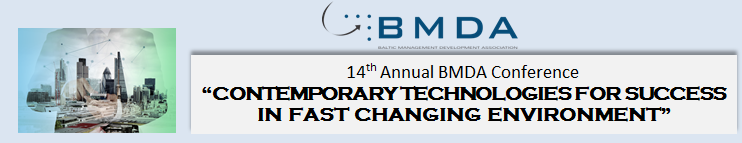 BMDA
BALTIC MANAGEMENT DEVELOPMENT ASSOCIATION
14th Annual BMDA Conference
“CONTEMPORARY TECHNOLOGIES FOR SUCCESS
IN FAST CHANGING ENVIRONMENT”